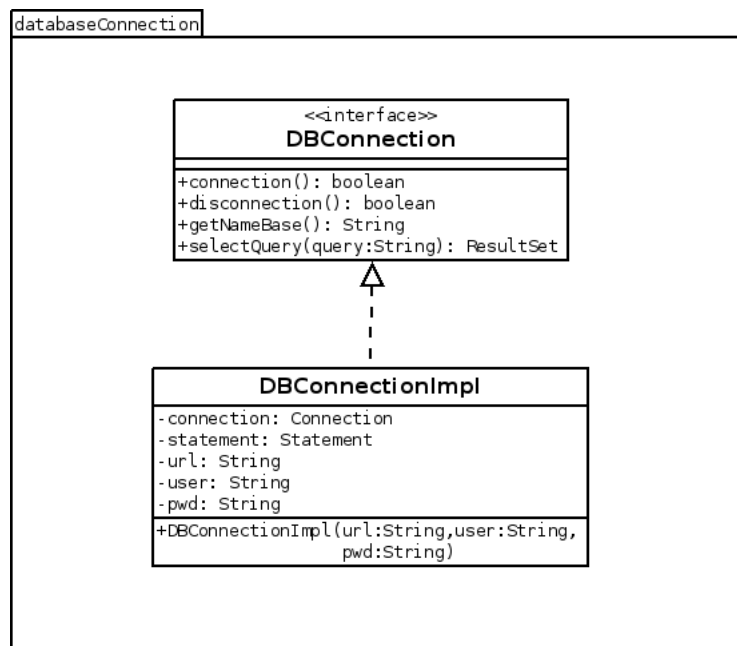 databaseConnection
<<interface>>
DBConnection
+connection(): boolean
+disconnection(): boolean
+getNameBase(): String
+selectQuery(query:String): ResultSet
DBConnectionImpl
-connection: Connection
-statement: Statement
-url: String
-user: String
-pwd: String
+DBConnectionImpl(url:String,user:String,
pwd:String)